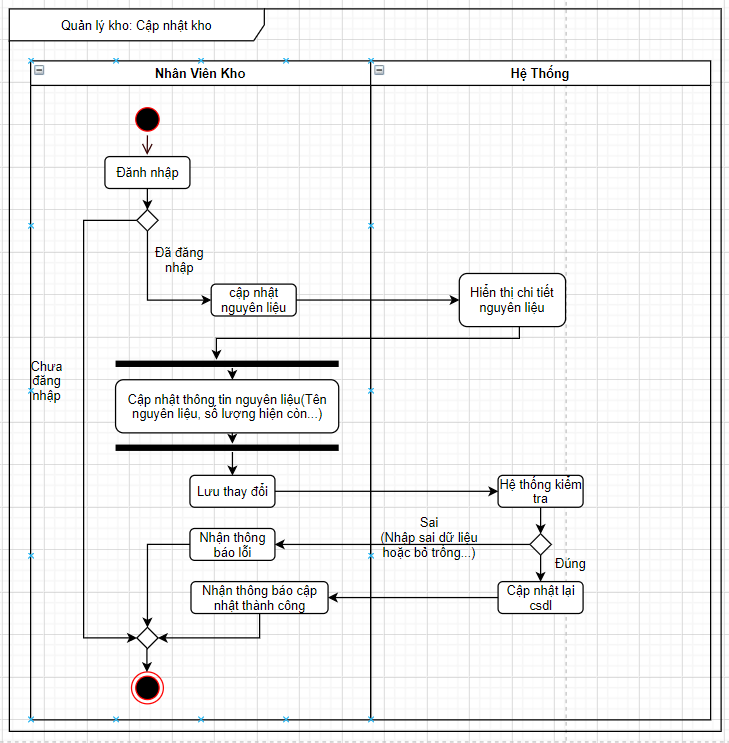 Quản lý kho: Cập nhật kho
Nhân Viên Kho
Hệ Thống
Đănh nhập
Đã đăng
nhập
cập nhật
nguyên liệu
Hiển thị chi tiết
nguyên liệu
Chưa
đăng
nhập
Cập nhật thông tin nguyên liệu(Tên
nguyên liệu, số lượng hiện còn...)
Lưu thay đổi
Hệ thống kiểm
tra
Sai
(Nhập sai dữ liệu
hoặc bỏ trống...)
Nhận thông
báo lỗi
Đúng
Nhận thông báo cập
nhật thành công
Cập nhật lại
csdl